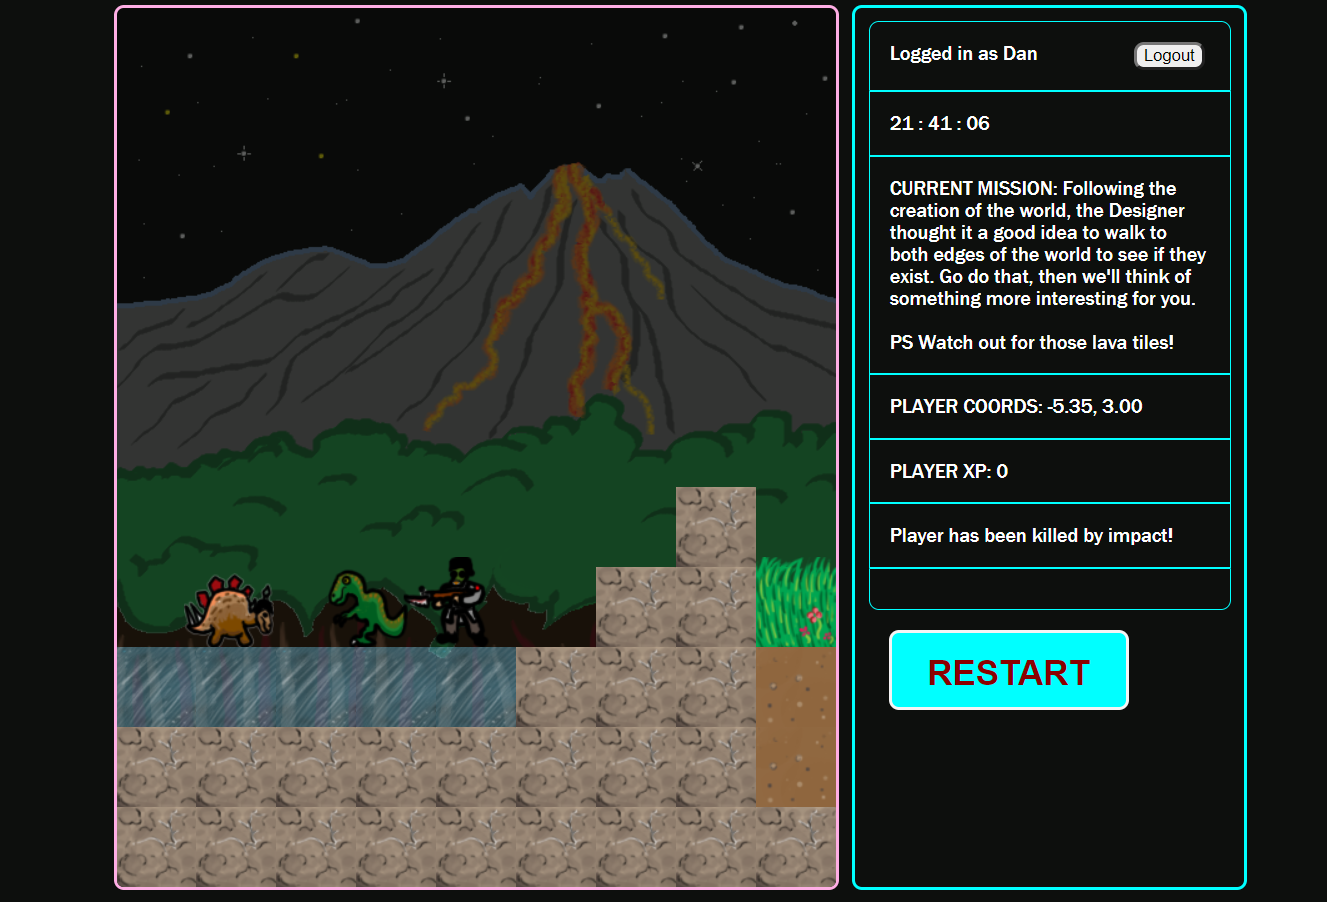 Logged in as Dan
Logout
21 : 41 : 06
CURRENT MISSION: Following the
creation of the world, the Designer
thought it a good idea to walk to
both edges of the world to see if they
exist. Go do that, then we'll think of
something more interesting for you.
PS Watch out for those lava tiles!
PLAYER COORDS: -5.35, 3.00
PLAYER XP: 0
Player has been killed by impact!
RESTART